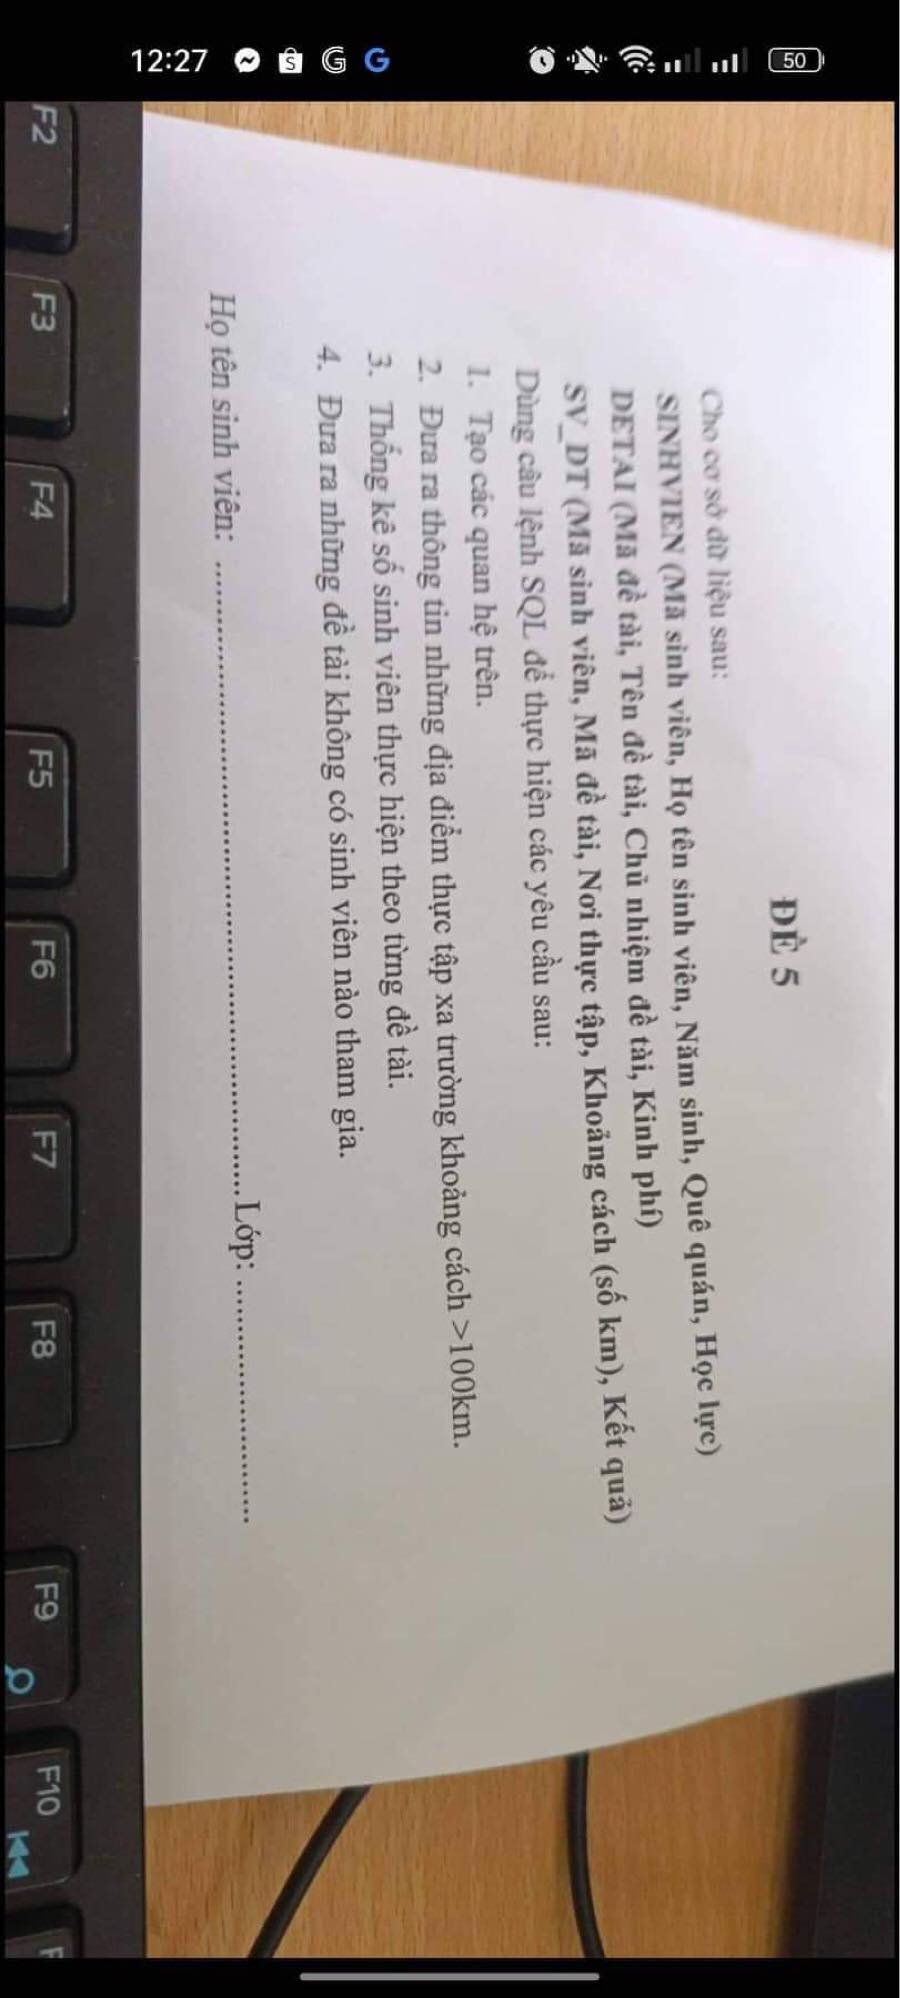 ĐỀ 5
Cho cơ sở dữ liệu sau:
SINHVIEN (Mã sinh viên, Họ tên sinh viên, Năm sinh, Quê quán, Học lực)
DETAI (Mã đề tài, Tên đề tài, Chủ nhiệm đề tài, Kinh phí)
SV_DT (Mã sinh viên, Mã đề tài, Nơi thực tập, Khoảng cách (số km), Kết quả)
Dùng câu lệnh SQL để thực hiện các yêu cầu sau:
1. Tạo các quan hệ trên.
2. Đưa ra thông tin những địa điểm thực tập xa trường khoảng cách >100km.
3. Thống kê số sinh viên thực hiện theo từng đề tài.
4. Đưa ra những đề tài không có sinh viên nào tham gia.
Họ tên sinh viên: ........................................ Lớp: ....................
F2 F3 F4 F5 F6 F7 F8 F9 F10 F
12:27
50